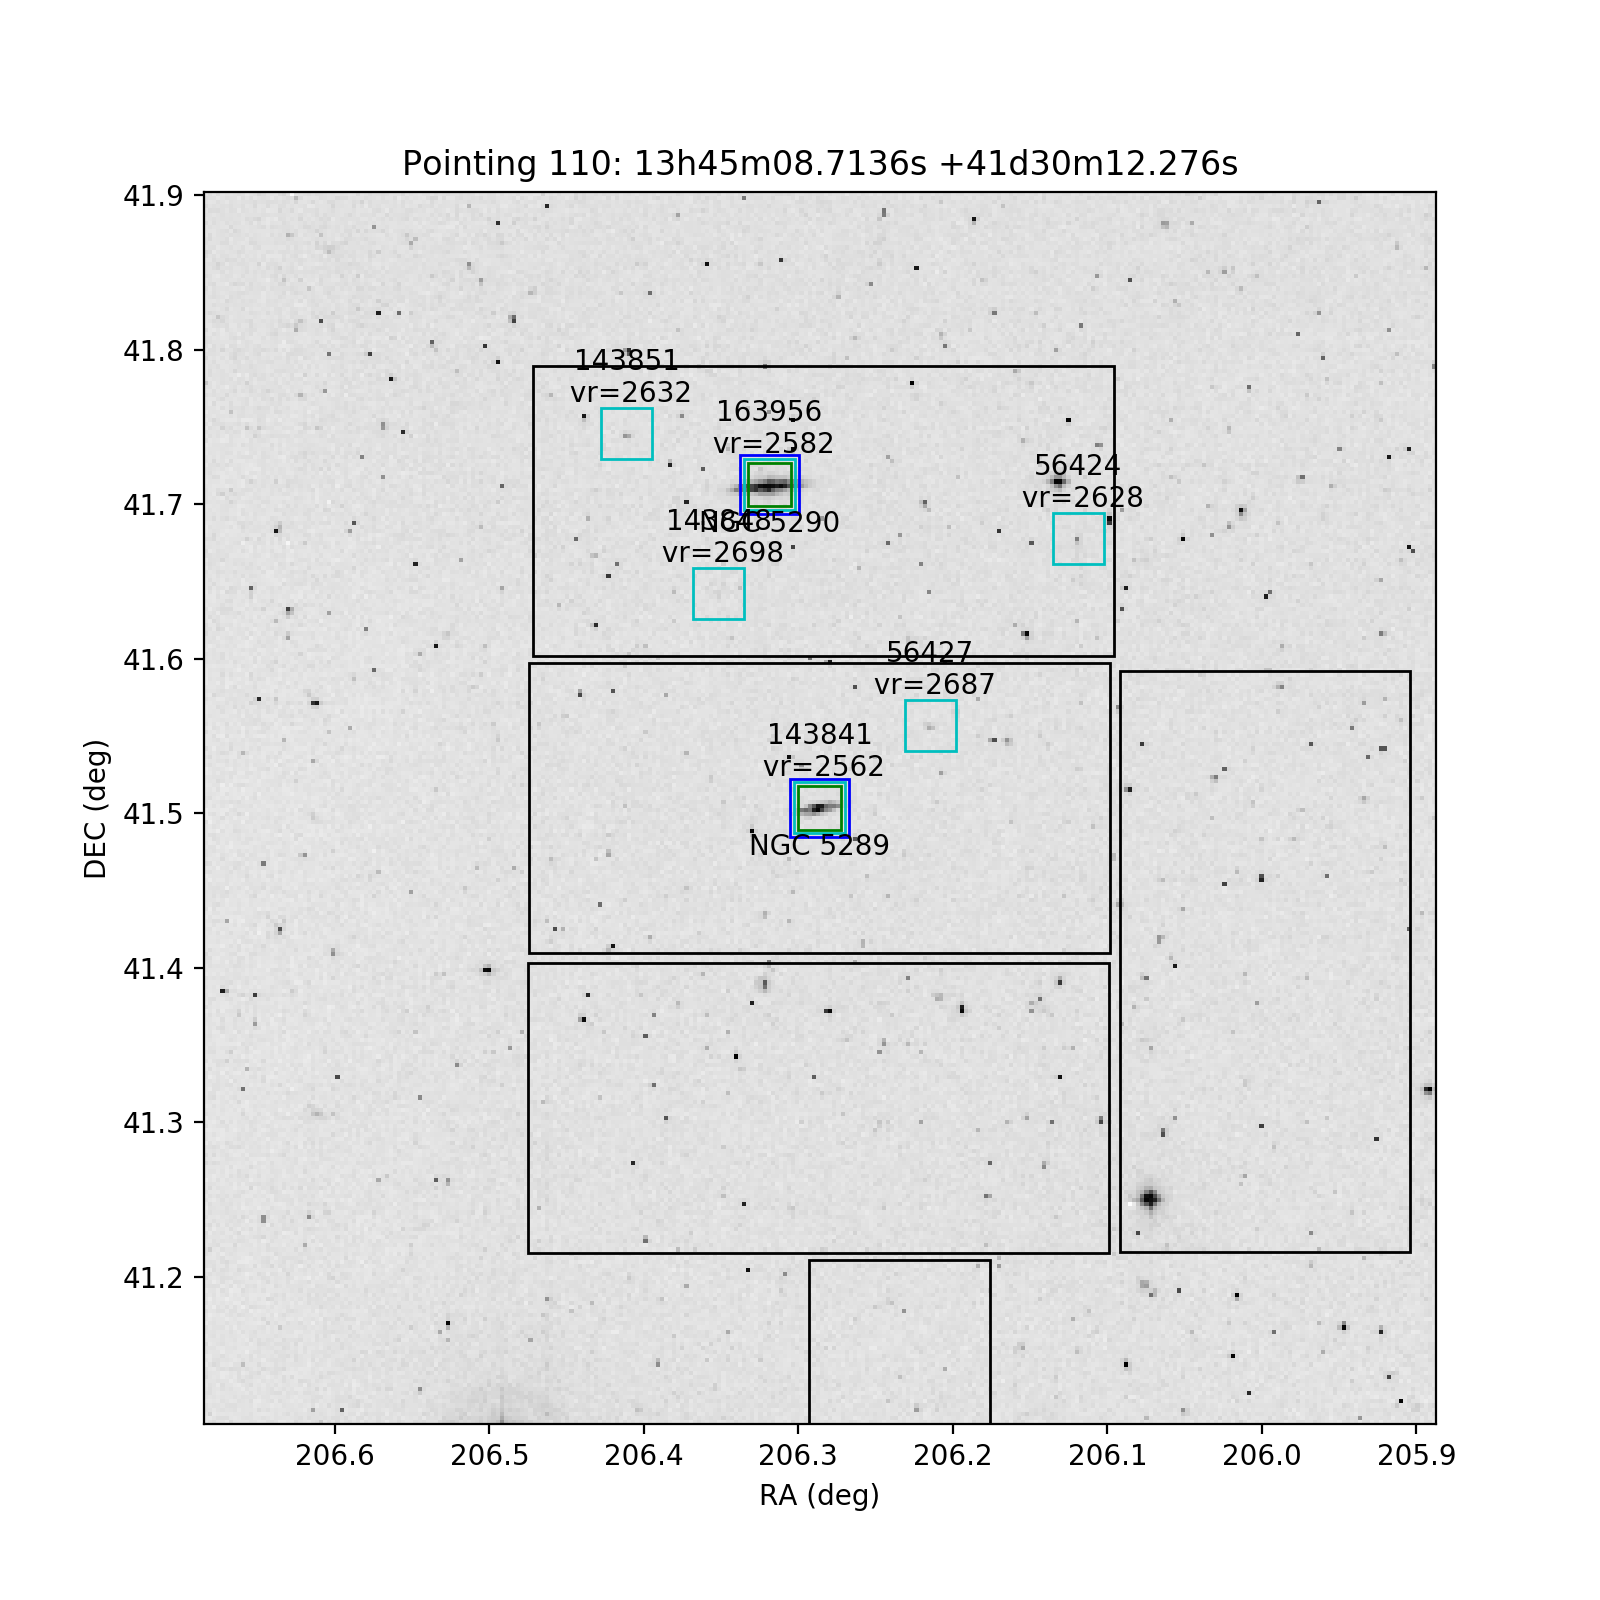 Pointing 110: 13h45m08.7136s +41d30m12.276s
41.9
41.8
41.7
41.6
41.5
41.4
41.3
41.2
DEC (deg)
143851
vr=2632
163956
vr=2582
NGC 5290
56424
vr=2628
143848
vr=2698
56427
vr=2687
143841
vr=2562
NGC 5289
206.6
206.5
206.4
206.3
206.2
206.1
206.0
205.9
RA (deg)